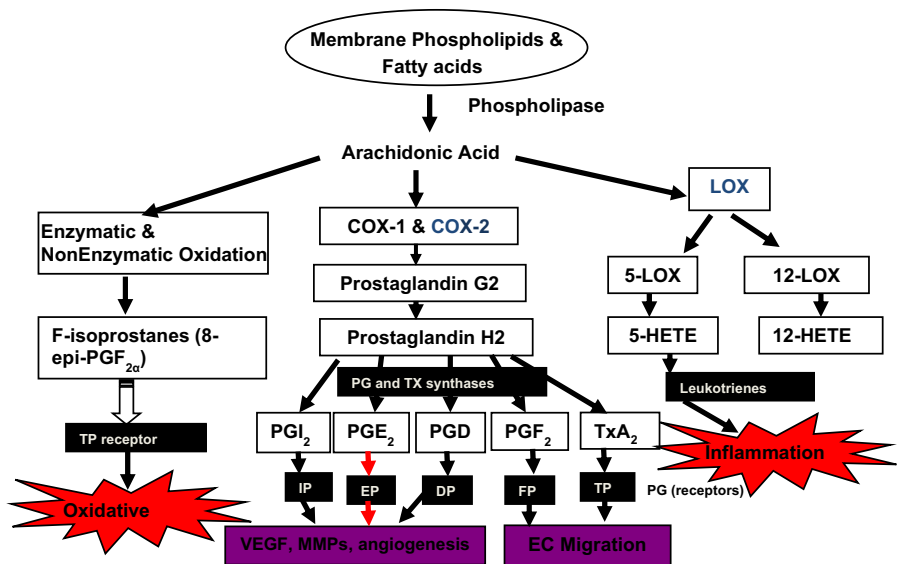 Membrane Phospholipids &
Fatty acids
Phospholipase
Arachidonic Acid
LOX
Enzymatic &
NonEnzymatic Oxidation
COX-1 & COX-2
5-LOX
12-LOX
Prostaglandin G2
F-isoprostanes (8-
epi-PGF2α)
Prostaglandin H2
5-HETE
12-HETE
PG and TX synthases
Leukotrienes
TP receptor
PGI2
PGE2
PGD
PGF2
TxA2
Inflammation
IP
EP
DP
FP
TP
PG (receptors)
Oxidative
VEGF, MMPs, angiogenesis
EC Migration